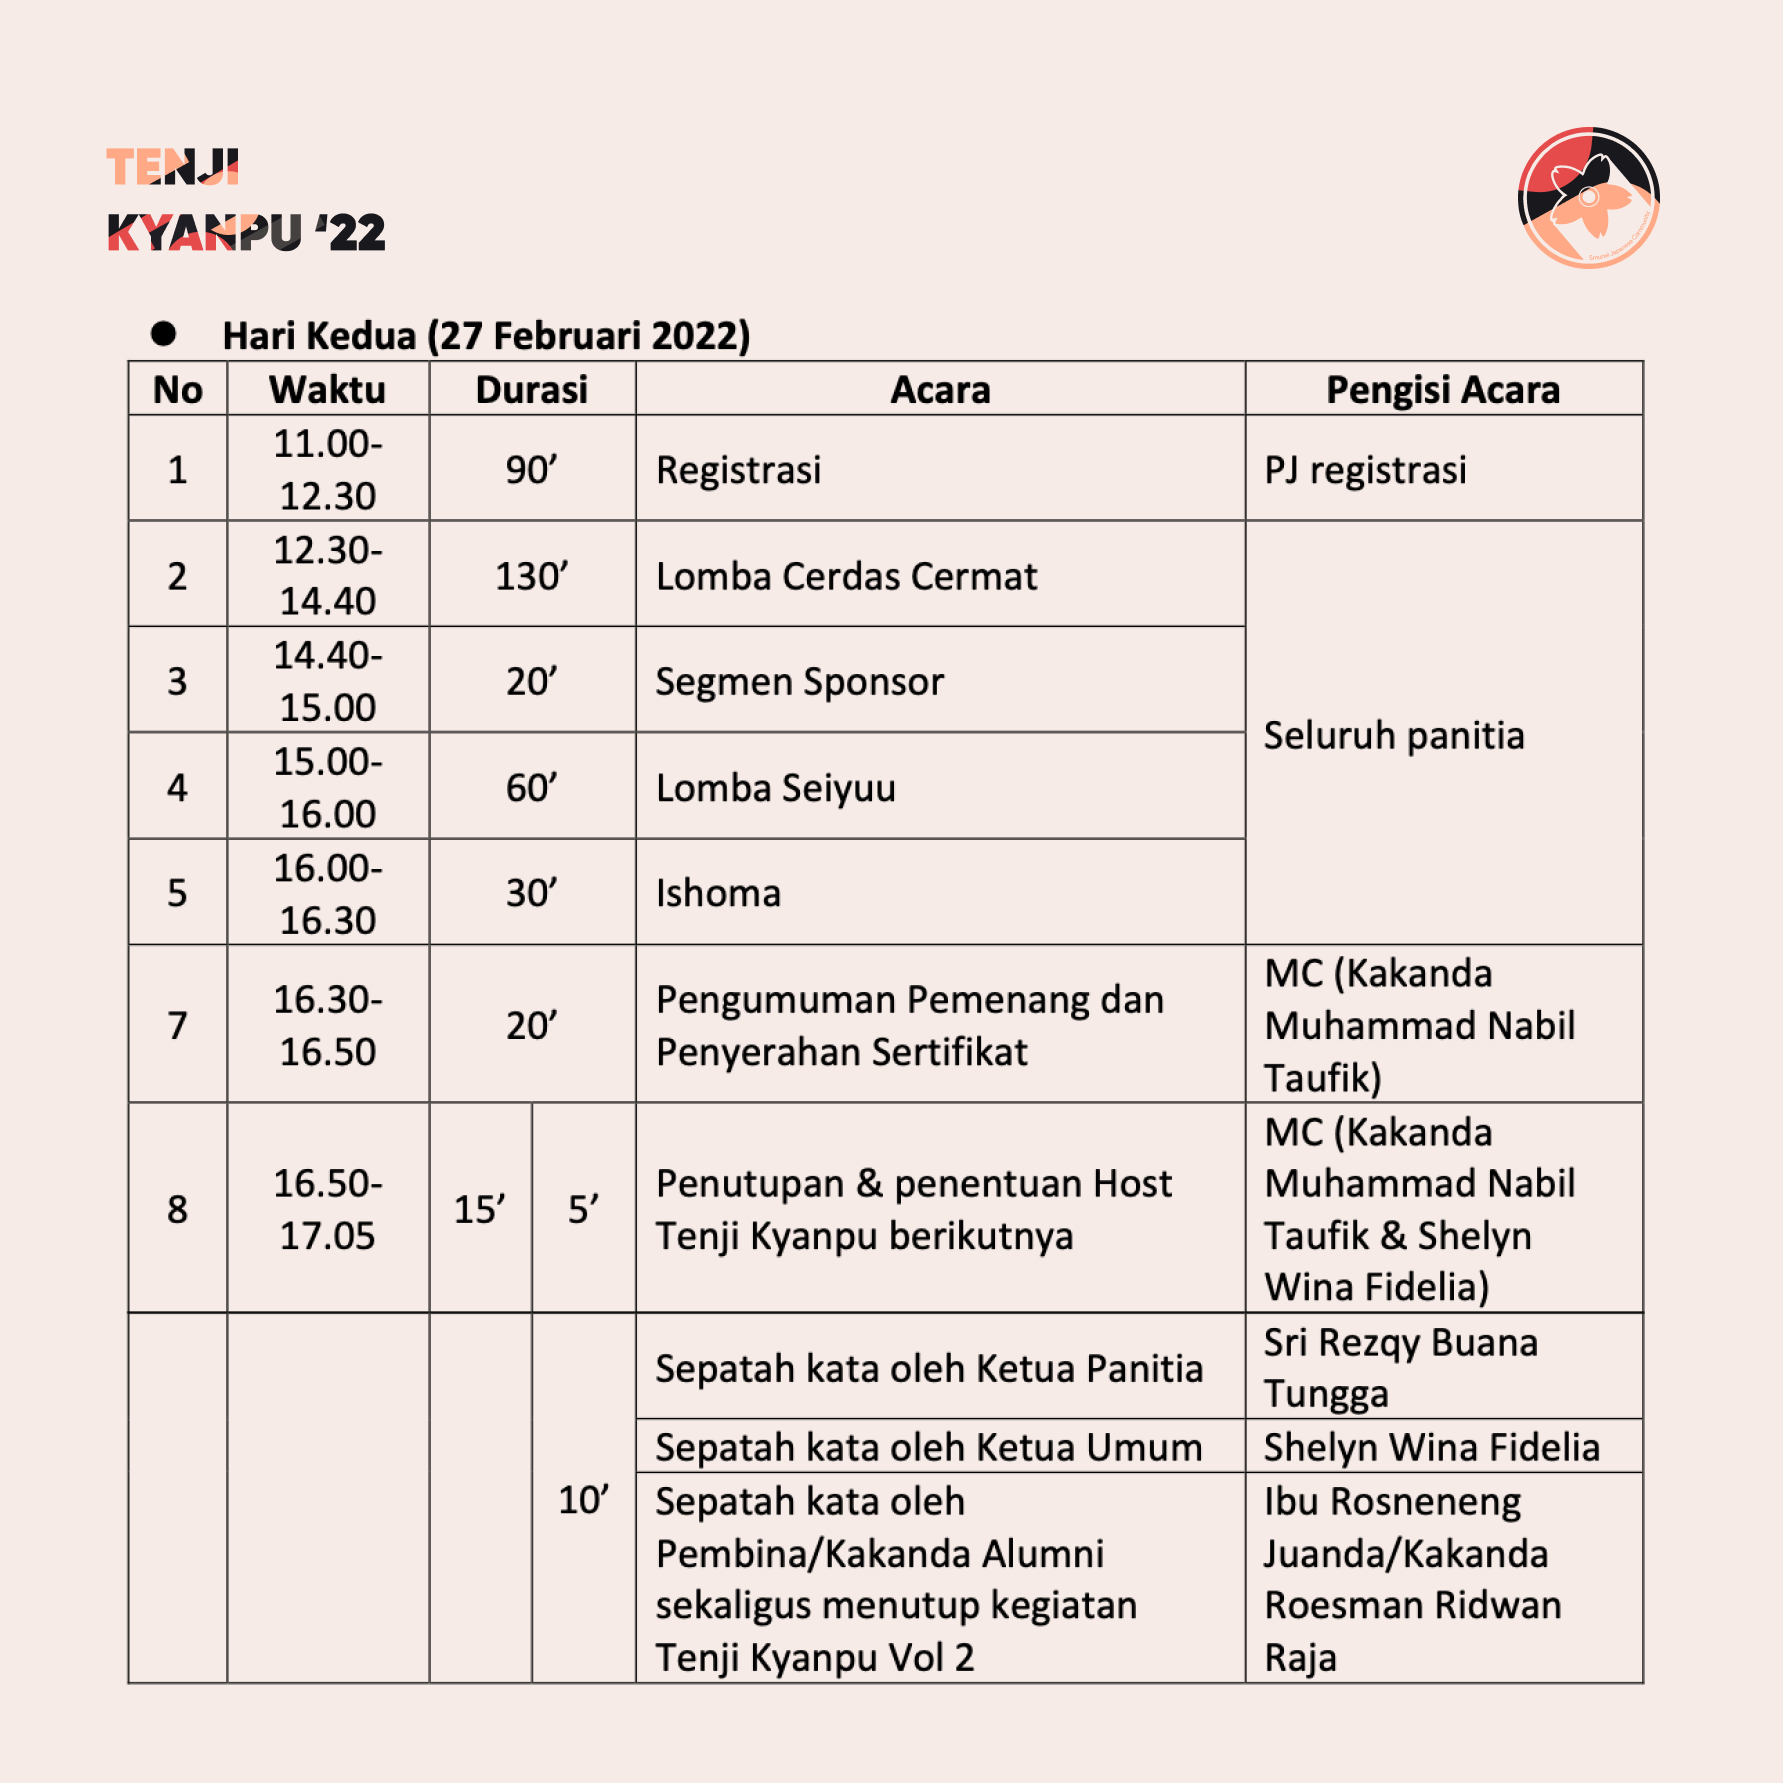 TENJI
KYANPU '22
Smunel Japanese Community
● Hari Kedua (27 Februari 2022)
No Waktu Durasi Acara Pengisi Acara
1 11.00-12.30 90’ Registrasi PJ registrasi
2 12.30-14.40 130’ Lomba Cerdas Cermat Seluruh panitia
3 14.40-15.00 20’ Segmen Sponsor
4 15.00-16.00 60’ Lomba Seiyuu
5 16.00-16.30 30’ Ishoma
7 16.30-16.50 20’ Pengumuman Pemenang dan Penyerahan Sertifikat MC (Kakanda Muhammad Nabil Taufik)
8 16.50-17.05 15’ 5’ Penutupan & penentuan Host Tenji Kyanpu berikutnya MC (Kakanda Muhammad Nabil Taufik & Shelyn Wina Fidelia)
10’ Sepatah kata oleh Ketua Panitia Sri Rezqy Buana Tungga
Sepatah kata oleh Ketua Umum Shelyn Wina Fidelia
Sepatah kata oleh Pembina/Kakanda Alumni sekaligus menutup kegiatan Tenji Kyanpu Vol 2 Ibu Rosneneng Juanda/Kakanda Roesman Ridwan Raja